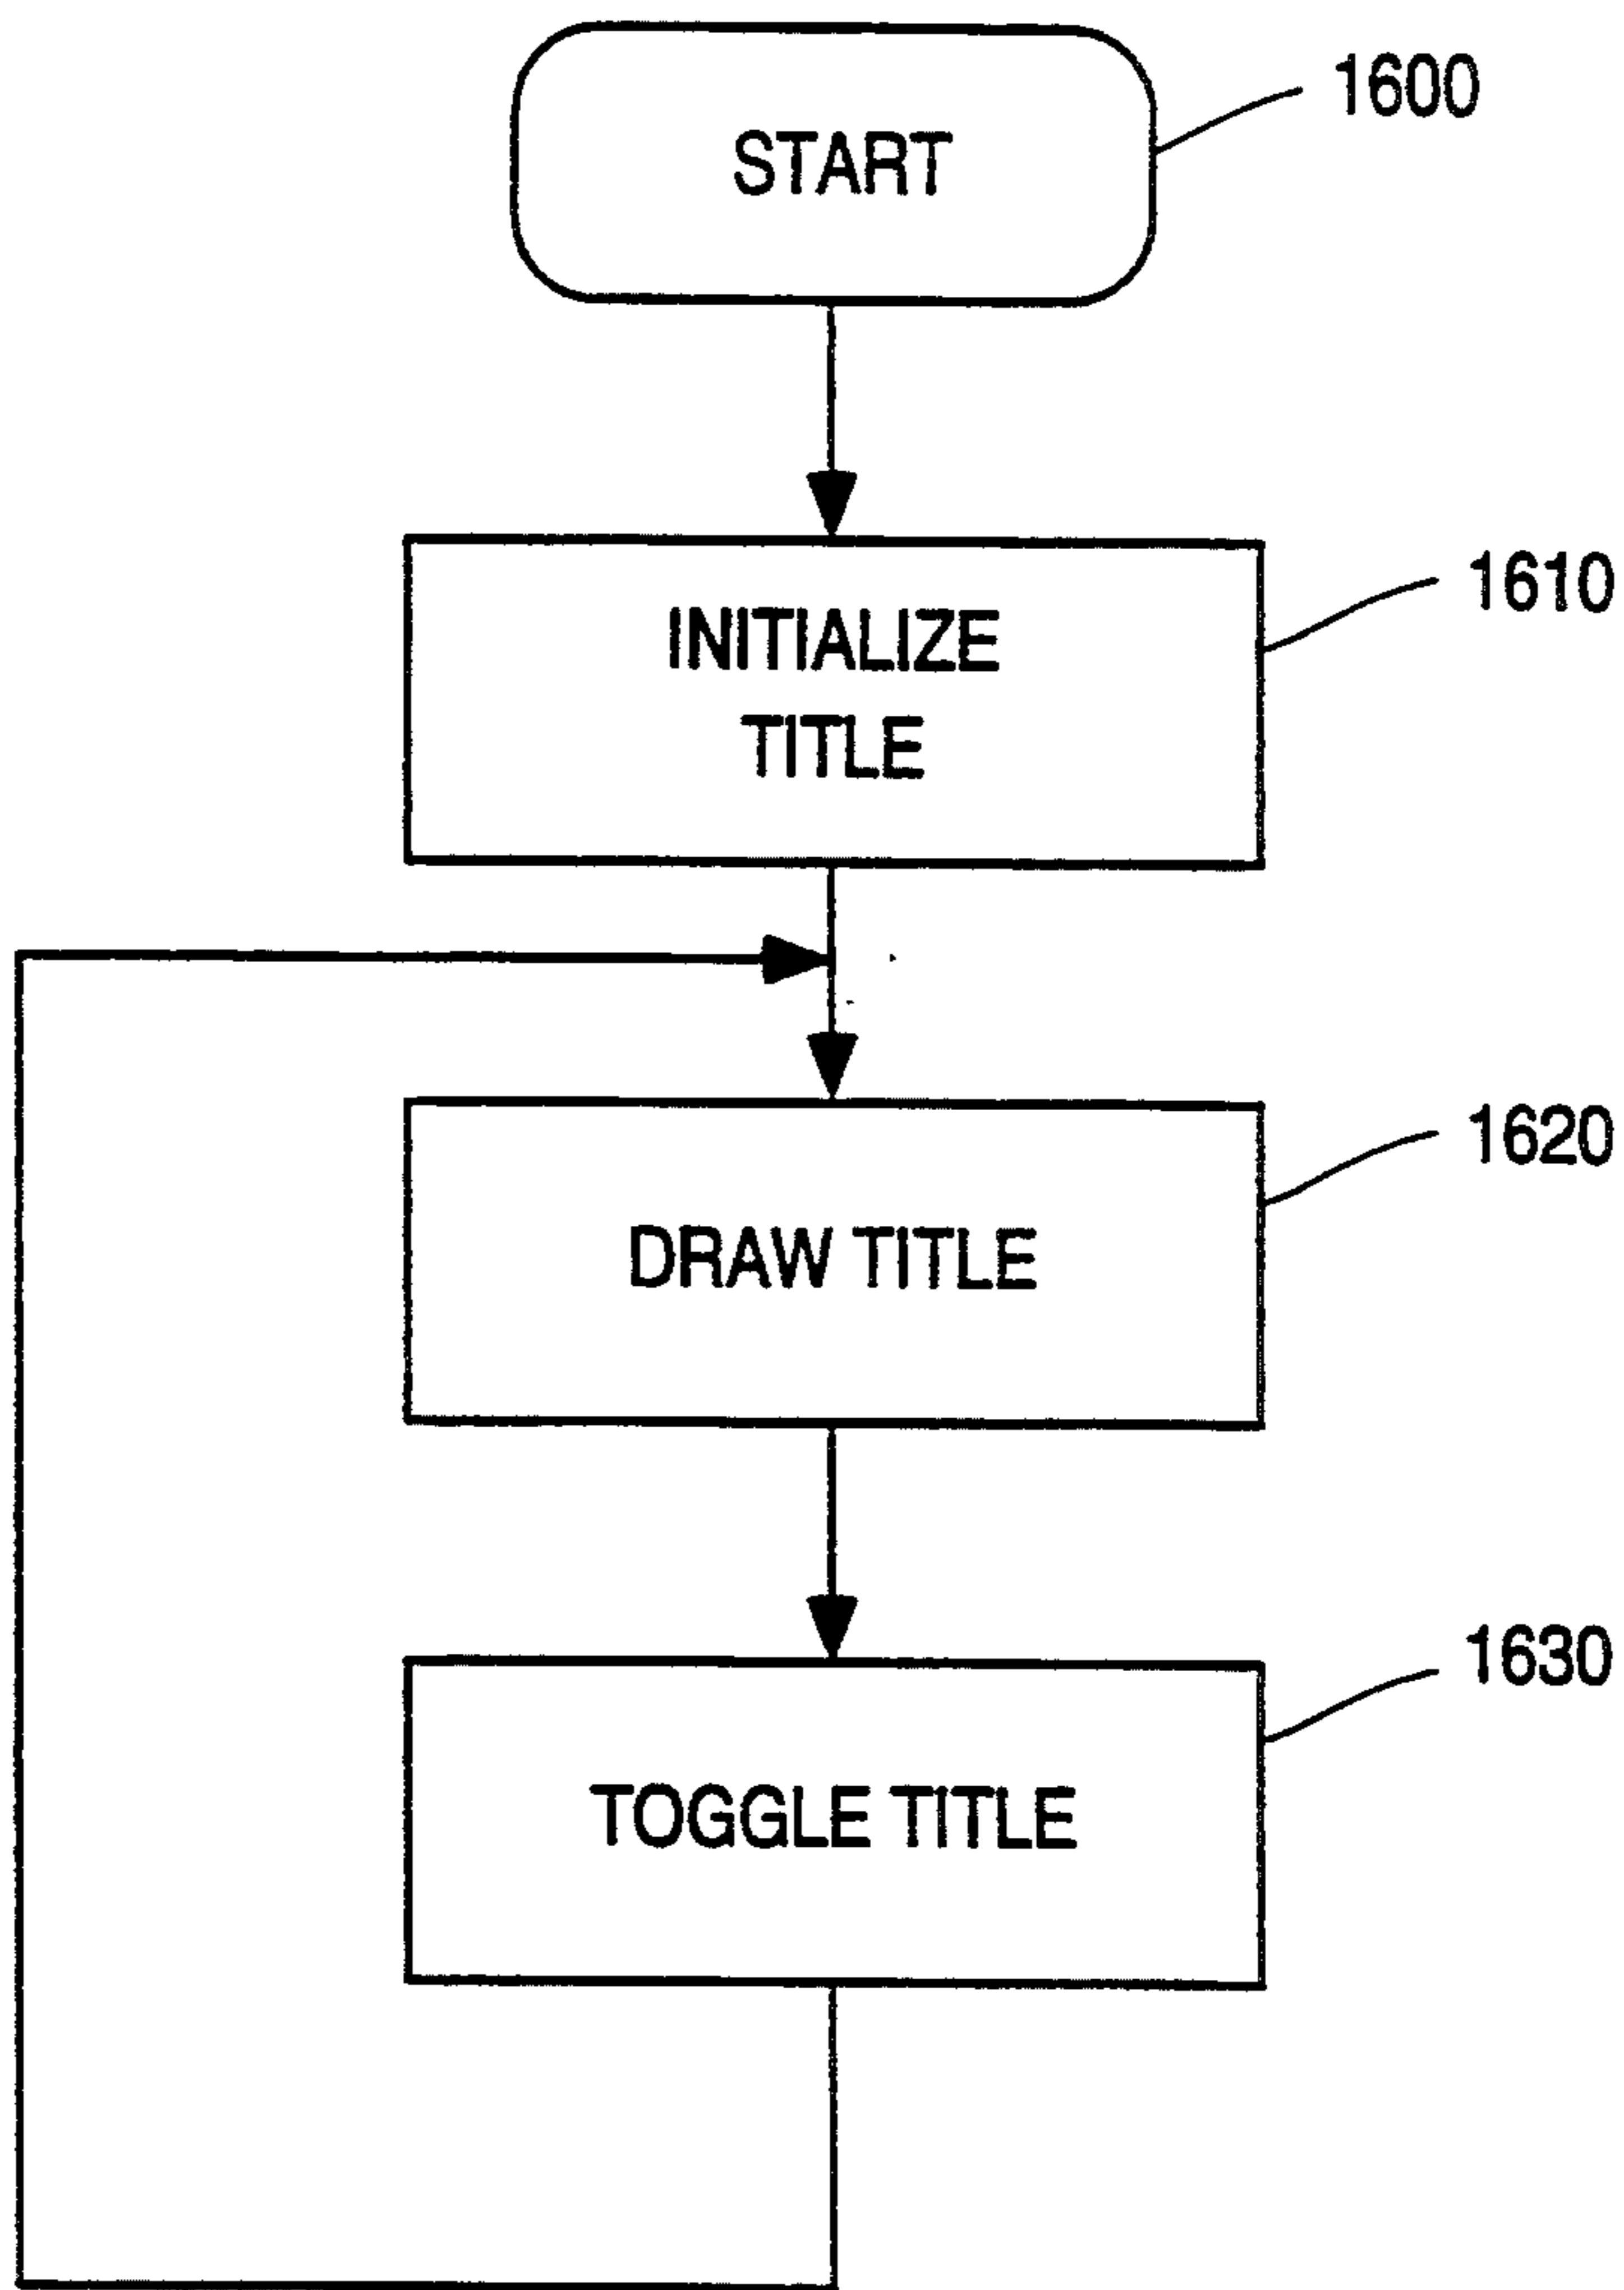 START
1600
INITIALIZE
TITLE
1610
DRAW TITLE
1620
TOGGLE TITLE
1630